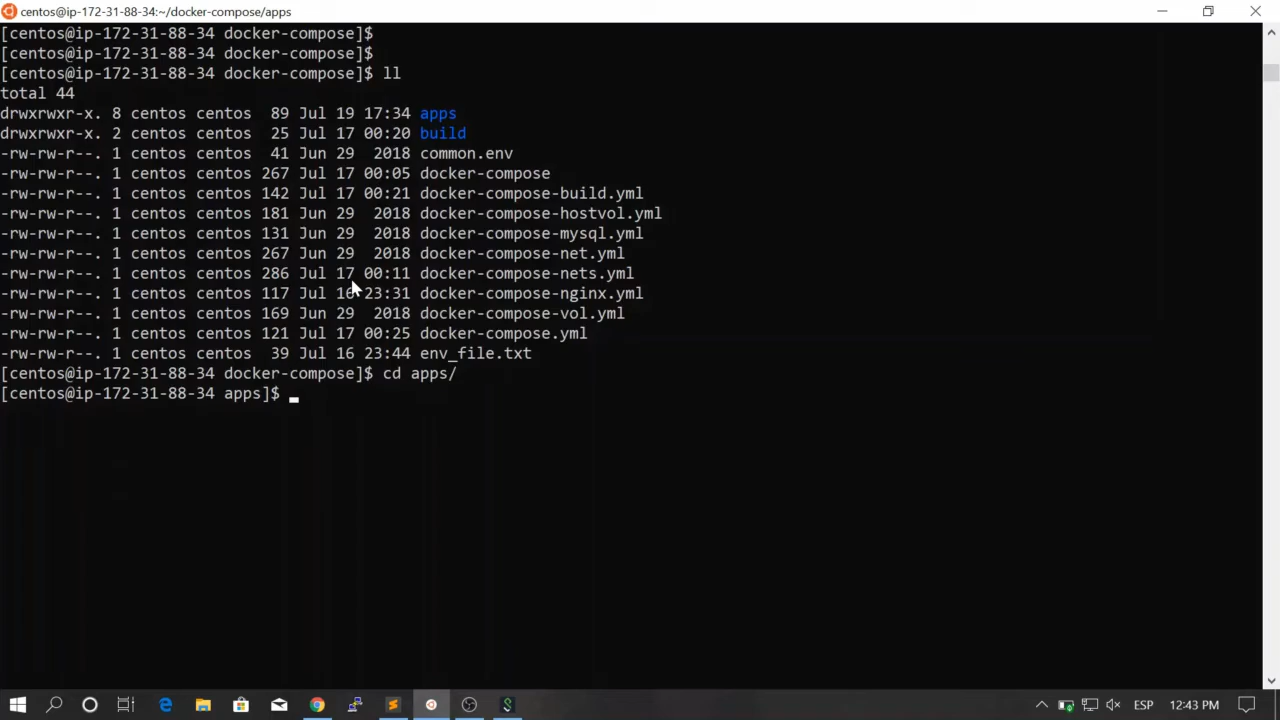 centos@ip-172-31-88-34:~/docker-compose/apps
[centos@ip-172-31-88-34 docker-compose]$
[centos@ip-172-31-88-34 docker-compose]$
[centos@ip-172-31-88-34 docker-compose]$ ll
total 44
drwxrwxr-x. 8 centos centos  89 Jul 19 17:34 apps
drwxrwxr-x. 2 centos centos  25 Jul 17 00:20 build
-rw-rw-r--. 1 centos centos  41 Jun 29  2018 common.env
-rw-rw-r--. 1 centos centos 267 Jul 17 00:05 docker-compose
-rw-rw-r--. 1 centos centos 142 Jul 17 00:21 docker-compose-build.yml
-rw-rw-r--. 1 centos centos 181 Jun 29  2018 docker-compose-hostvol.yml
-rw-rw-r--. 1 centos centos 131 Jun 29  2018 docker-compose-mysql.yml
-rw-rw-r--. 1 centos centos 267 Jun 29  2018 docker-compose-net.yml
-rw-rw-r--. 1 centos centos 286 Jul 17 00:11 docker-compose-nets.yml
-rw-rw-r--. 1 centos centos 117 Jul 16 23:31 docker-compose-nginx.yml
-rw-rw-r--. 1 centos centos 169 Jun 29  2018 docker-compose-vol.yml
-rw-rw-r--. 1 centos centos 121 Jul 17 00:25 docker-compose.yml
-rw-rw-r--. 1 centos centos  39 Jul 16 23:44 env_file.txt
[centos@ip-172-31-88-34 docker-compose]$ cd apps/
[centos@ip-172-31-88-34 apps]$
ESP 12:43 PM